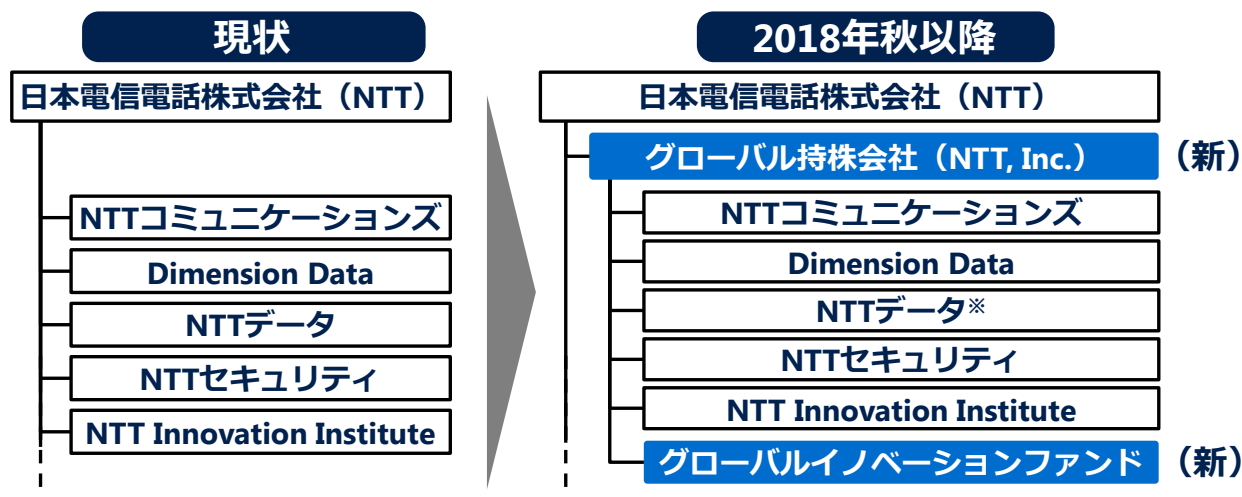 現状
日本電信電話株式会社（NTT）
NTTコミュニケーションズ
Dimension Data
NTTデータ
NTTセキュリティ
NTT Innovation Institute
2018年秋以降
日本電信電話株式会社（NTT）
グローバル持株会社（NTT, Inc.）（新）
NTTコミュニケーションズ
Dimension Data
NTTデータ※
NTTセキュリティ
NTT Innovation Institute
グローバルイノベーションファンド（新）